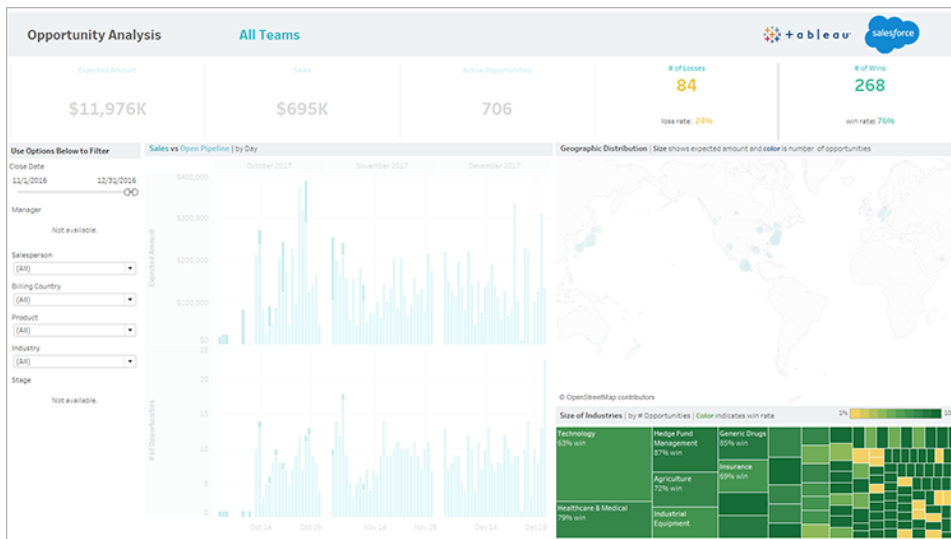 Opportunity Analysis
All Teams
+ a b l e a u
salesforce
Expected Amount
$11,976K
Sales
$695K
Active Opportunities
706
# of Losses
84
loss rate: 24%
# of Wins
268
win rate: 76%
Use Options Below to Filter
Close Date
11/1/2016
12/31/2016
Manager
Not available.
Salesperson
(All)
Billing Country
(All)
Product
(All)
Industry
(All)
Stage
Not available.
Sales vs Open Pipeline | by Day
October 2017
November 2017
December 2017
Expected Amount
$400,000
$300,000
$200,000
$100,000
$0
# of Opportunities
25
20
15
10
5
0
Oct 14
Oct 29
Nov 14
Nov 29
Dec 14
Dec 29
Geographic Distribution | Size shows expected amount and color is number of opportunities
© OpenStreetMap contributors
Size of Industries | by # Opportunities | Color indicates win rate
Technology
63% win
Healthcare & Medical
79% win
Hedge Fund
Management
87% win
Agriculture
72% win
Industrial
Equipment
Generic Drugs
85% win
Insurance
69% win